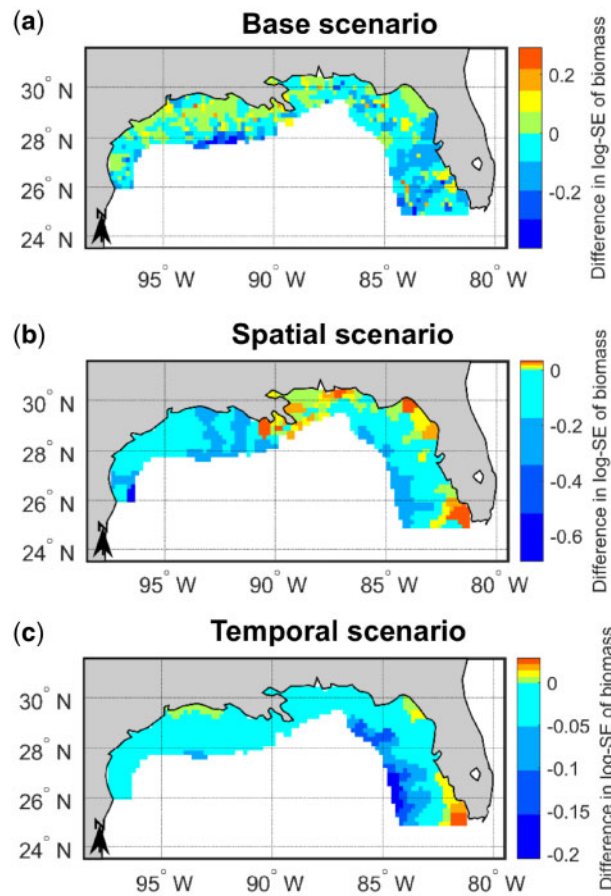 (a)
Base scenario
30° N
28° N
26° N
24° N
N
95° W
90° W
85° W
80° W
0.2
0
-0.2
Difference in log-SE of biomass
(b)
Spatial scenario
30° N
28° N
26° N
24° N
N
95° W
90° W
85° W
80° W
0
-0.2
-0.4
-0.6
Difference in log-SE of biomass
(c)
Temporal scenario
30° N
28° N
26° N
24° N
N
95° W
90° W
85° W
80° W
0
-0.05
-0.1
-0.15
-0.2
Difference in log-SE of biomass